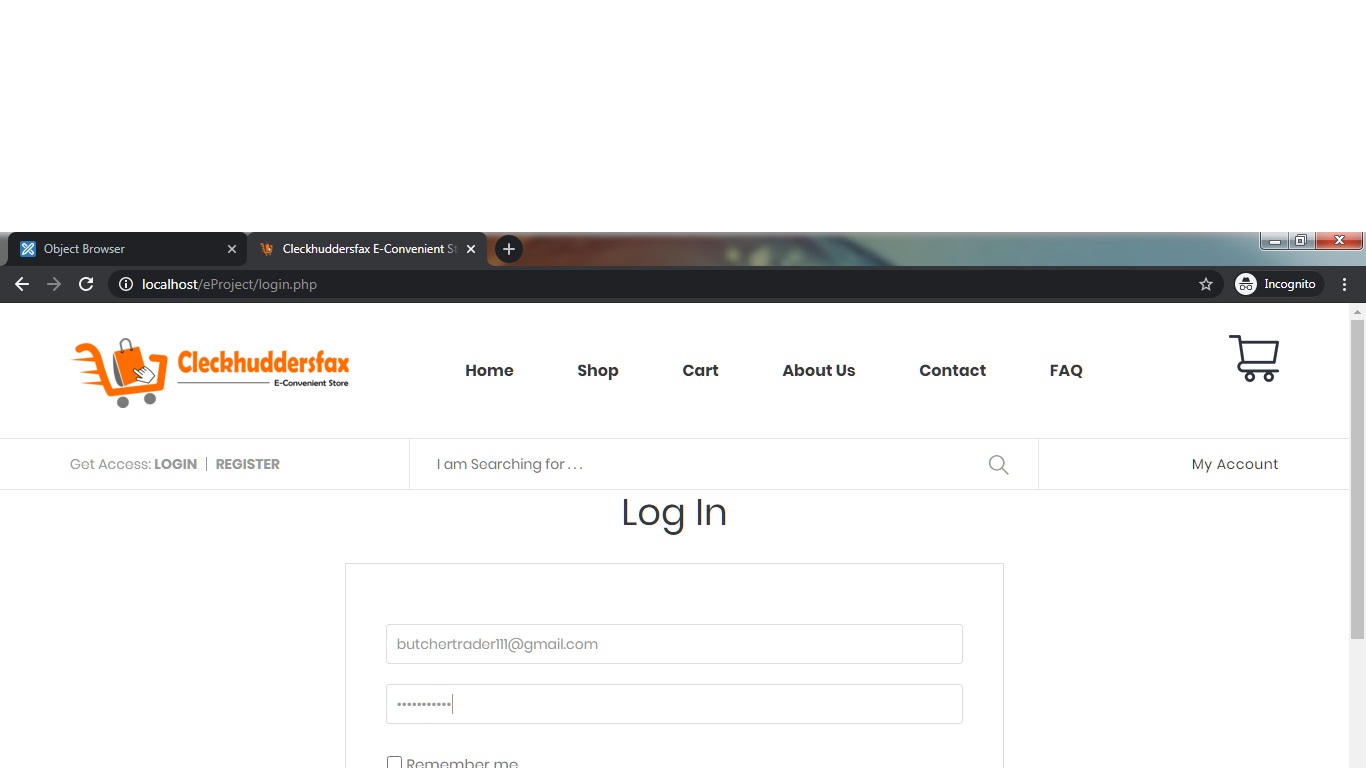 Object Browser
Cleckhuddersfax E-Convenient St
localhost/eProject/login.php
Incognito
Cleckhuddersfax
E-Convenient Store
Home Shop Cart About Us Contact FAQ
Get Access: LOGIN | REGISTER
I am Searching for . . .
My Account
Log In
butchertrader111@gmail.com
•••••••••••
Remember me